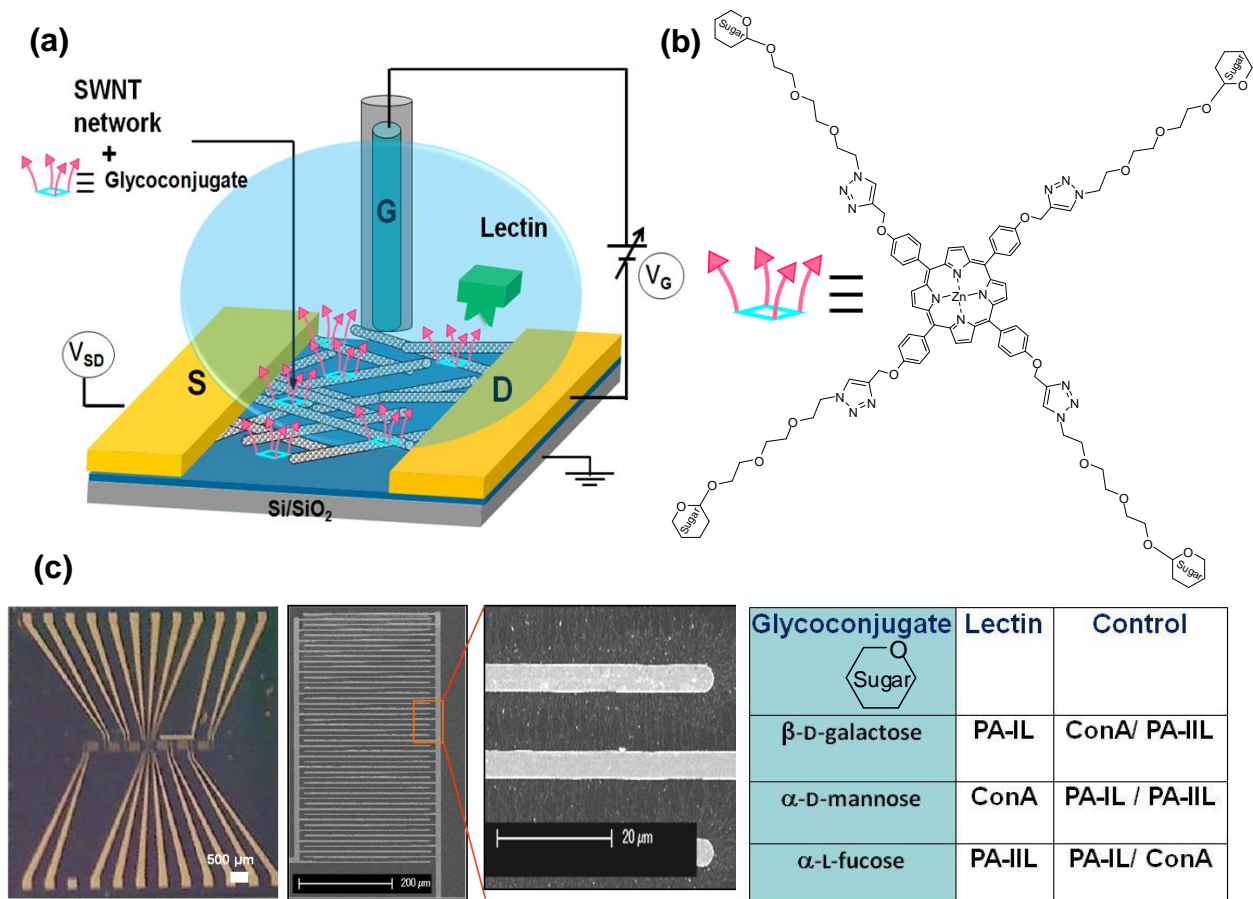 (a)
SWNT
network
+
Glycoconjugate
G
Lectin
V_G
V_SD
S
D
Si/SiO₂
(b)
Sugar
O
O
O
O
O
N
N
N
O
Sugar
O
O
O
O
O
N
N
N
O
N
N
Zn
N
N
O
N
N
N
O
O
O
O
Sugar
O
N
N
N
O
O
O
O
Sugar
(c)
500 µm
200 µm
20 µm
Glycoconjugate Lectin Control
O
Sugar
β-D-galactose PA-IL ConA/ PA-IIL
α-D-mannose ConA PA-IL / PA-IIL
α-L-fucose PA-IIL PA-IL/ ConA